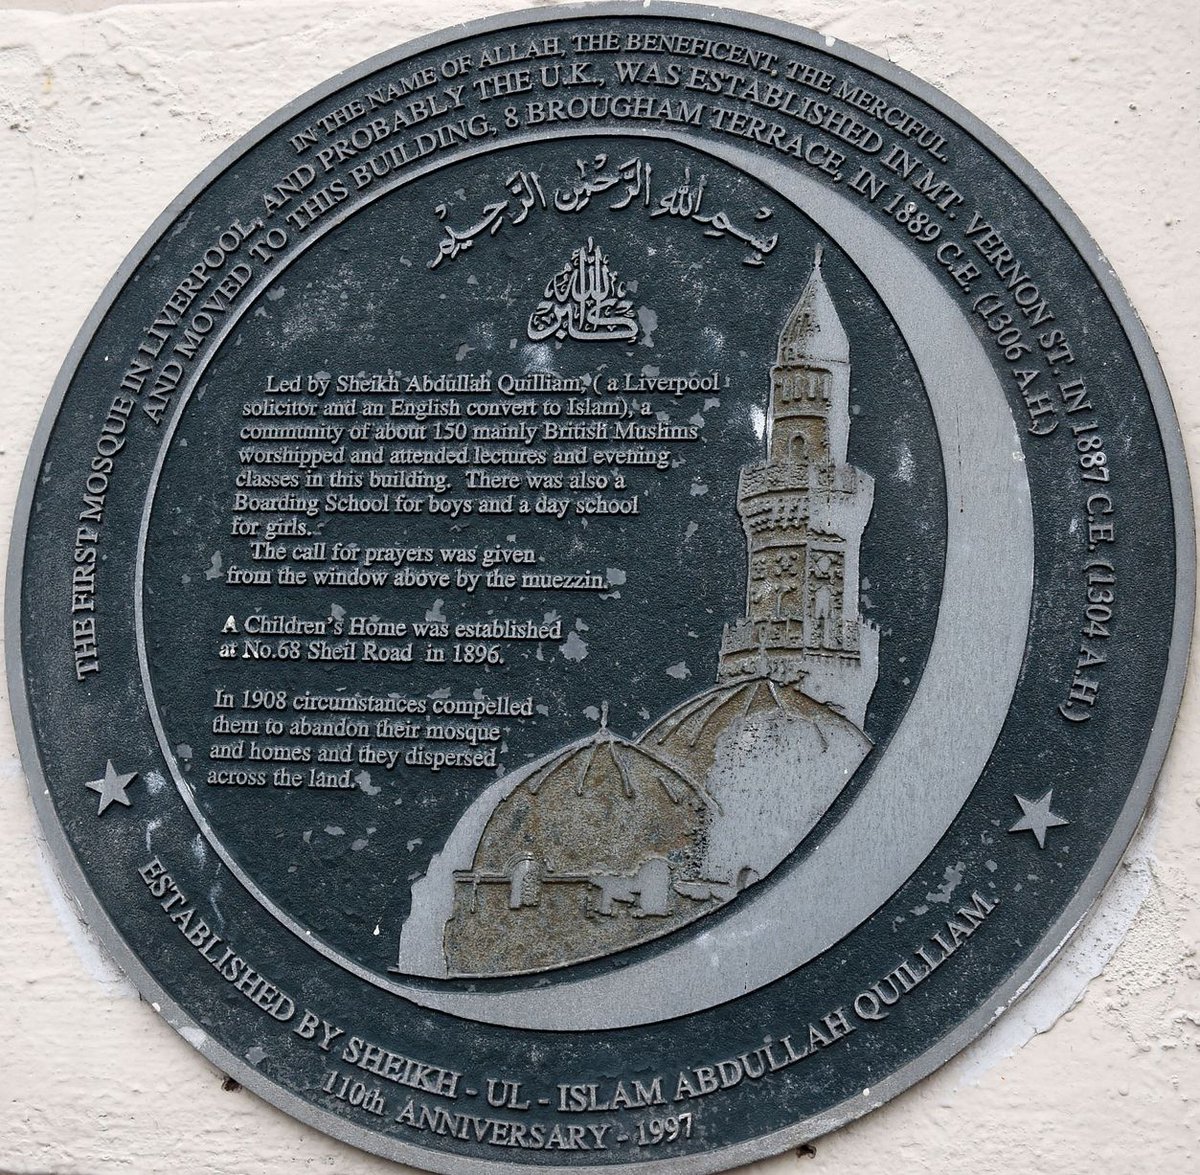 IN THE NAME OF ALLAH, THE BENEFICENT, THE MERCIFUL.
THE FIRST MOSQUE IN LIVERPOOL, AND PROBABLY THE U.K., WAS ESTABLISHED IN MT. VERNON ST. IN 1887 C.E. (1304 A.H.)
AND MOVED TO THIS BUILDING, 8 BROUGHAM TERRACE, IN 1889 C.E. (1306 A.H.)
بسم الله الرحمن الرحيم
الله اكبر
Led by Sheikh Abdullah Quilliam, ( a Liverpool
solicitor and an English convert to Islam), a
community of about 150 mainly British Muslims
worshipped and attended lectures and evening
classes in this building. There was also a
Boarding School for boys and a day school
for girls.
The call for prayers was given
from the window above by the muezzin.
A Children's Home was established
at No.68 Sheil Road in 1896.
In 1908 circumstances compelled
them to abandon their mosque
and homes and they dispersed
across the land.
ESTABLISHED BY SHEIKH - UL - ISLAM ABDULLAH QUILLIAM.
110th ANNIVERSARY - 1997